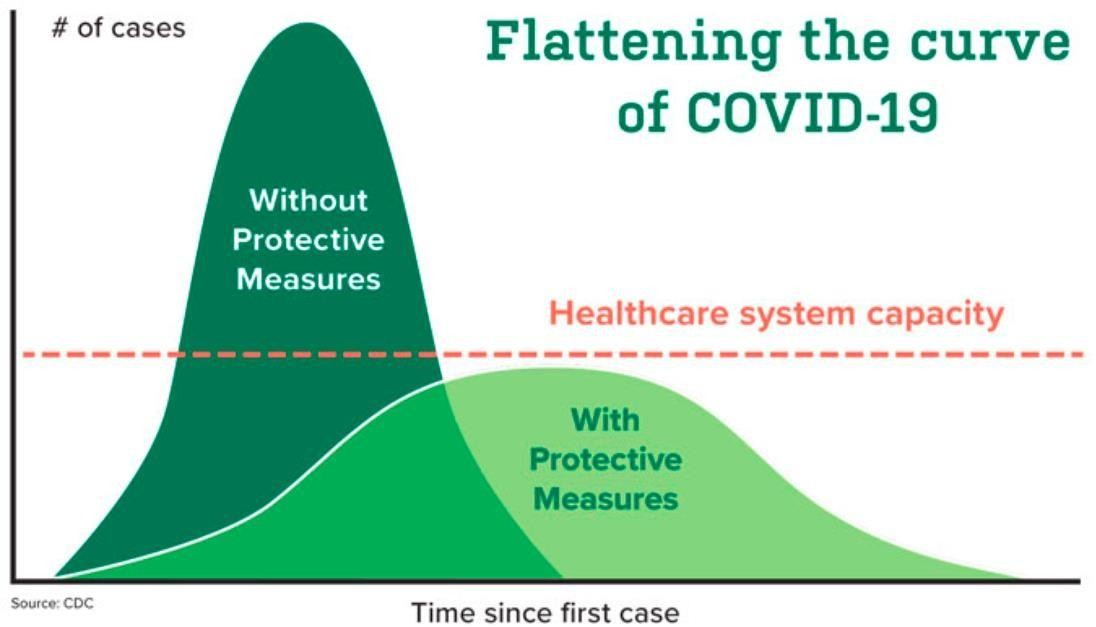 # of cases
Flattening the curve
of COVID-19
Without
Protective
Measures
Healthcare system capacity
With
Protective
Measures
Source: CDC
Time since first case